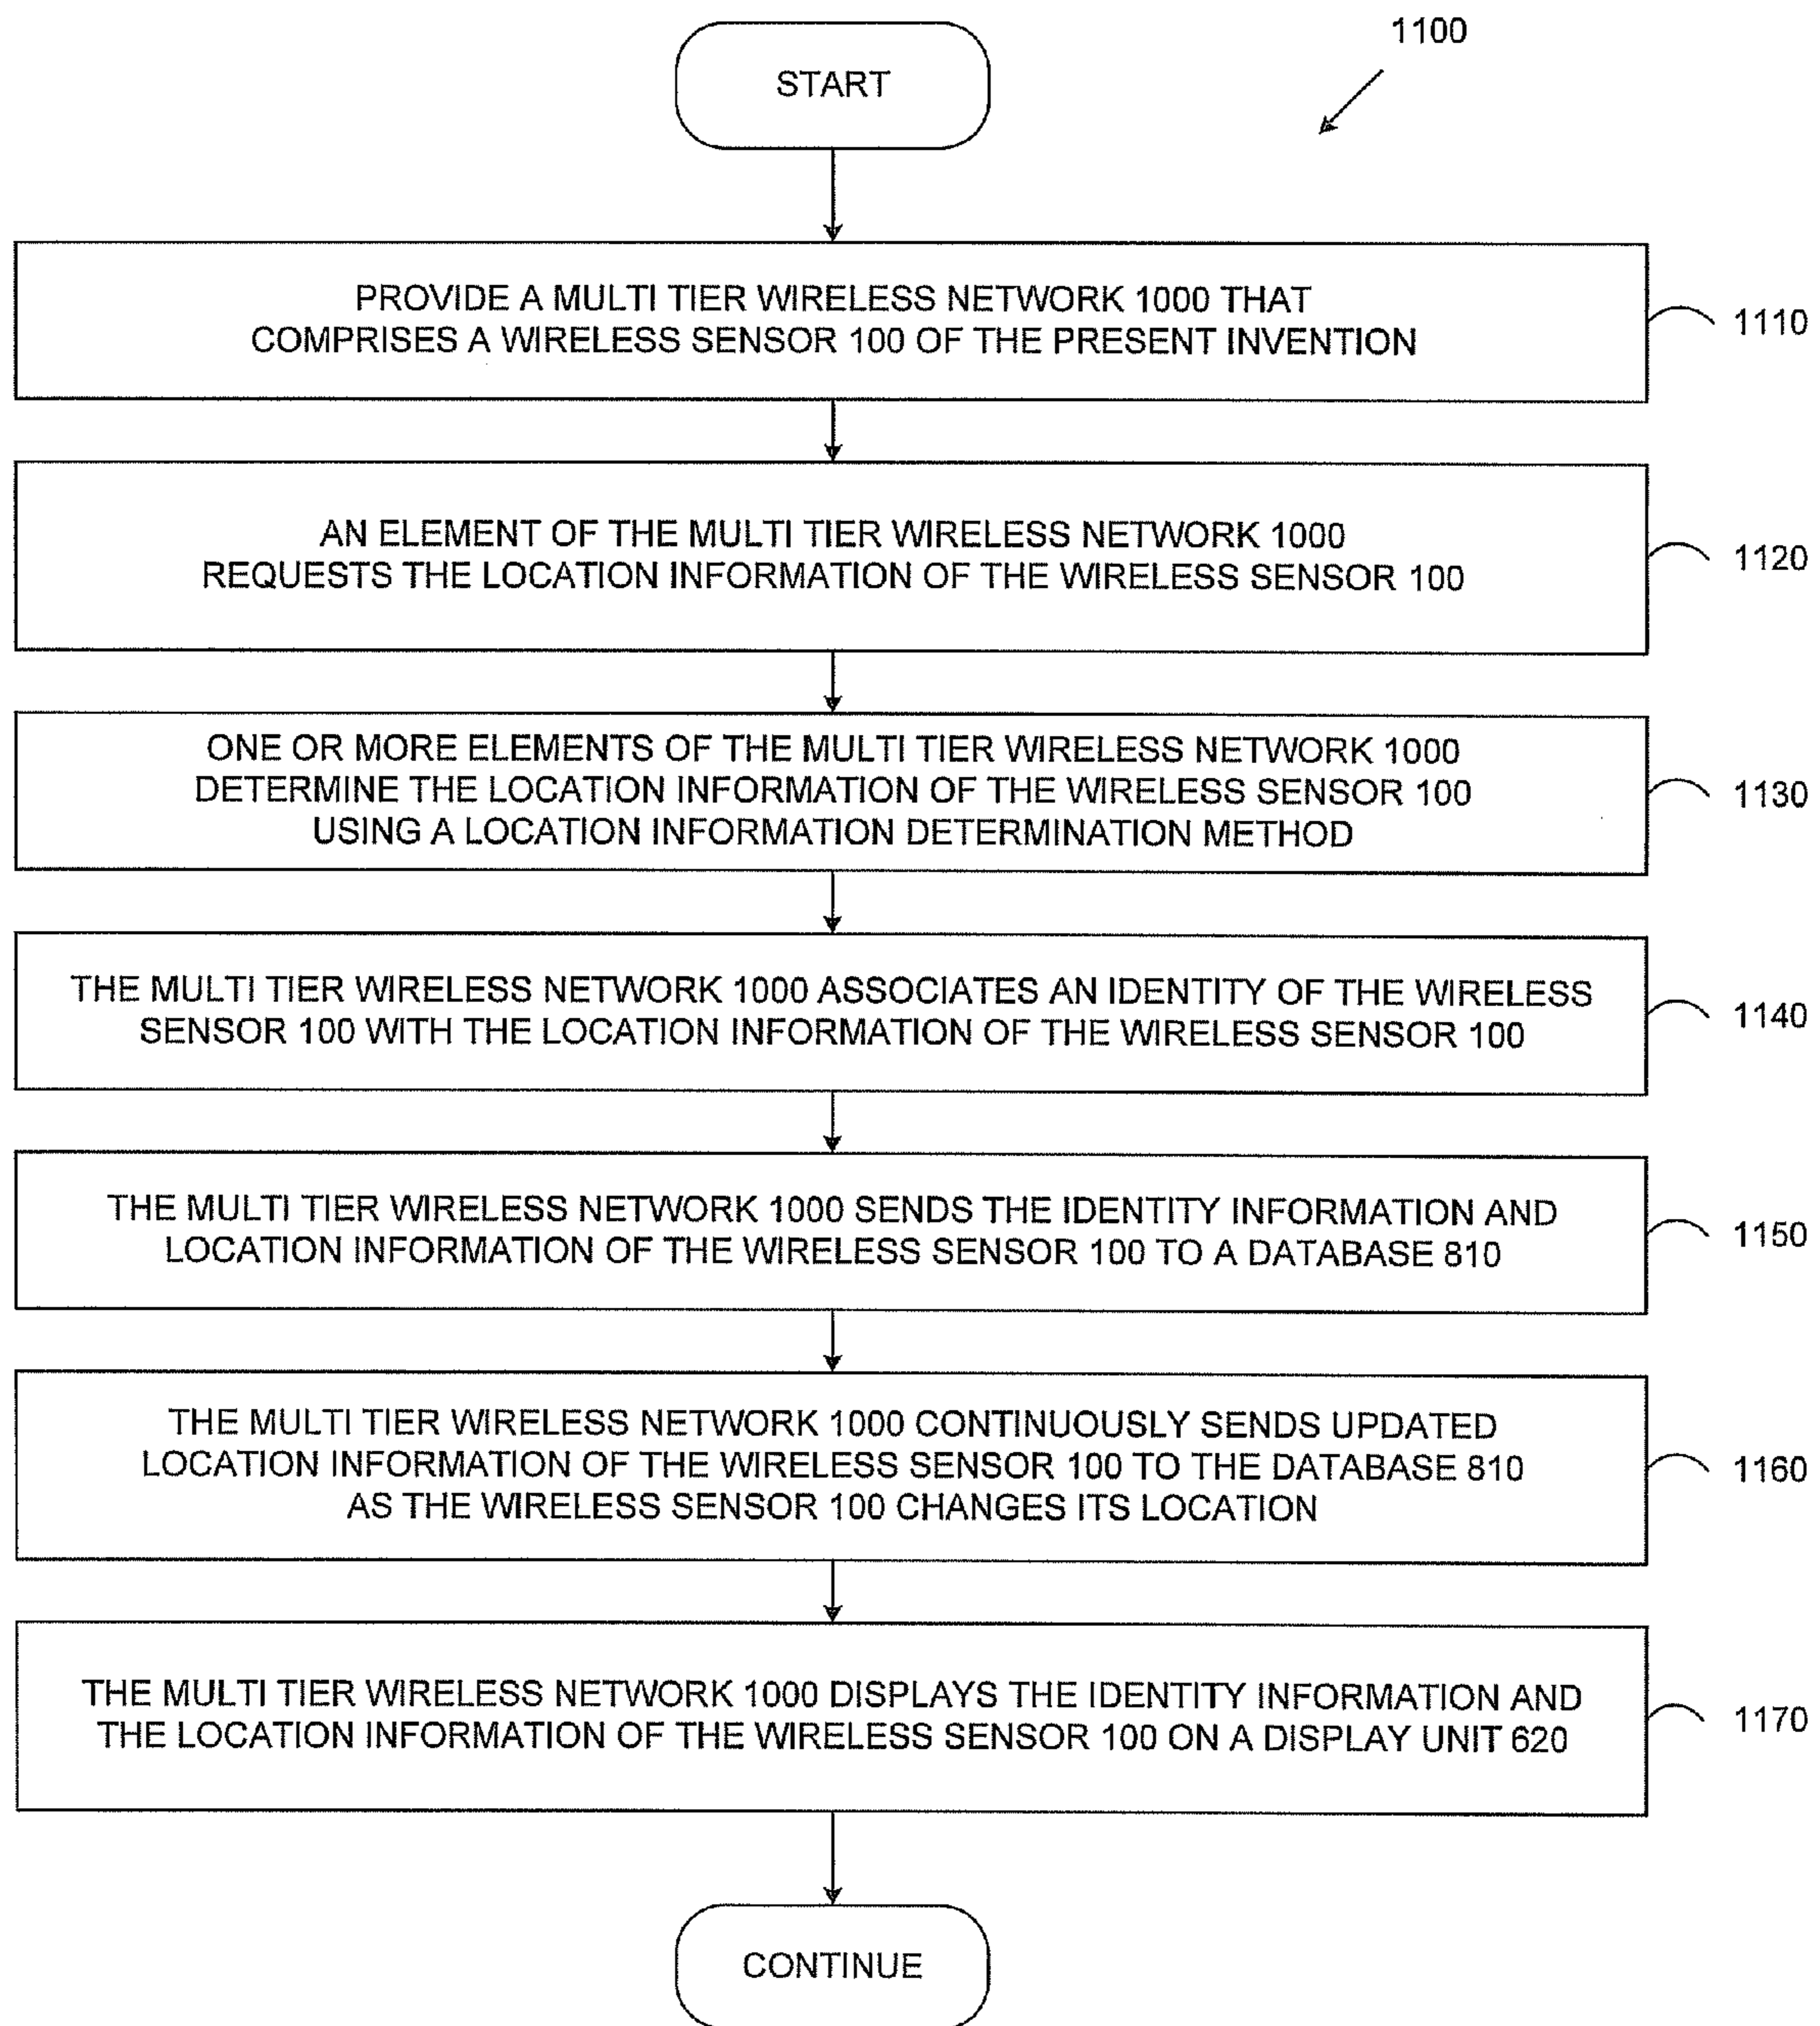 1100
START
PROVIDE A MULTI TIER WIRELESS NETWORK 1000 THAT
COMPRISES A WIRELESS SENSOR 100 OF THE PRESENT INVENTION
1110
AN ELEMENT OF THE MULTI TIER WIRELESS NETWORK 1000
REQUESTS THE LOCATION INFORMATION OF THE WIRELESS SENSOR 100
1120
ONE OR MORE ELEMENTS OF THE MULTI TIER WIRELESS NETWORK 1000
DETERMINE THE LOCATION INFORMATION OF THE WIRELESS SENSOR 100
USING A LOCATION INFORMATION DETERMINATION METHOD
1130
THE MULTI TIER WIRELESS NETWORK 1000 ASSOCIATES AN IDENTITY OF THE WIRELESS
SENSOR 100 WITH THE LOCATION INFORMATION OF THE WIRELESS SENSOR 100
1140
THE MULTI TIER WIRELESS NETWORK 1000 SENDS THE IDENTITY INFORMATION AND
LOCATION INFORMATION OF THE WIRELESS SENSOR 100 TO A DATABASE 810
1150
THE MULTI TIER WIRELESS NETWORK 1000 CONTINUOUSLY SENDS UPDATED
LOCATION INFORMATION OF THE WIRELESS SENSOR 100 TO THE DATABASE 810
AS THE WIRELESS SENSOR 100 CHANGES ITS LOCATION
1160
THE MULTI TIER WIRELESS NETWORK 1000 DISPLAYS THE IDENTITY INFORMATION AND
THE LOCATION INFORMATION OF THE WIRELESS SENSOR 100 ON A DISPLAY UNIT 620
1170
CONTINUE